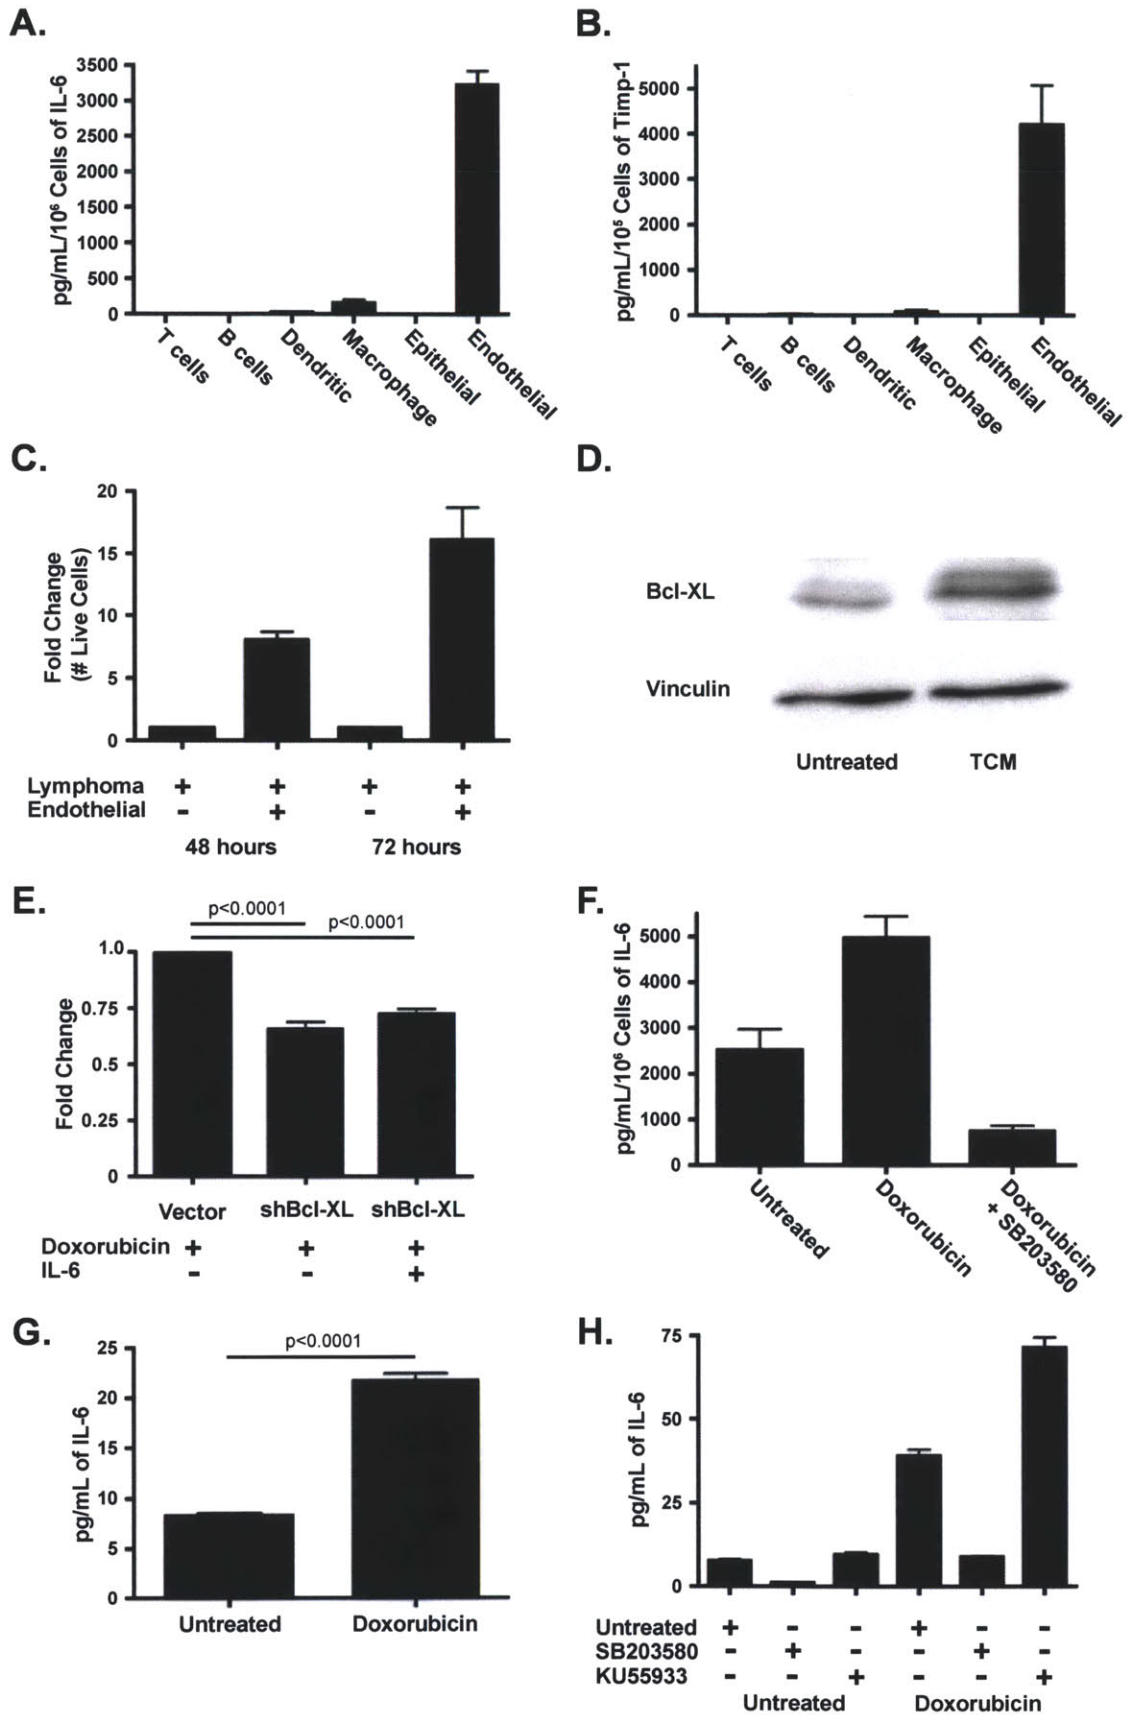 A.
pg/mL/10⁶ Cells of IL-6
3500
3000
2500
2000
1500
1000
500
0
T cells
B cells
Dendritic
Macrophage
Epithelial
Endothelial
B.
pg/mL/10⁵ Cells of Timp-1
5000
4000
3000
2000
1000
0
T cells
B cells
Dendritic
Macrophage
Epithelial
Endothelial
C.
Fold Change
(# Live Cells)
20
15
10
5
0
Lymphoma + + + +
Endothelial - + - +
48 hours 72 hours
D.
Bcl-XL
Vinculin
Untreated TCM
E.
p<0.0001
p<0.0001
Fold Change
1.0
0.75
0.5
0.25
0
Vector shBcl-XL shBcl-XL
Doxorubicin + + +
IL-6 - - +
F.
pg/mL/10⁶ Cells of IL-6
5000
4000
3000
2000
1000
0
Untreated
Doxorubicin
Doxorubicin
+ SB203580
G.
p<0.0001
pg/mL of IL-6
25
20
15
10
5
0
Untreated Doxorubicin
H.
pg/mL of IL-6
75
50
25
0
Untreated + - - + - -
SB203580 - + - - + -
KU55933 - - + - - +
Untreated Doxorubicin